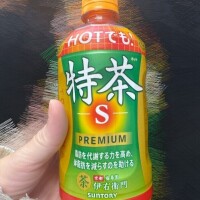 HOTでも、
特茶
S
PREMIUM
脂肪を代謝する力を高め、
体脂肪を減らすのを助ける
茶
伊右衛門
SUNTORY